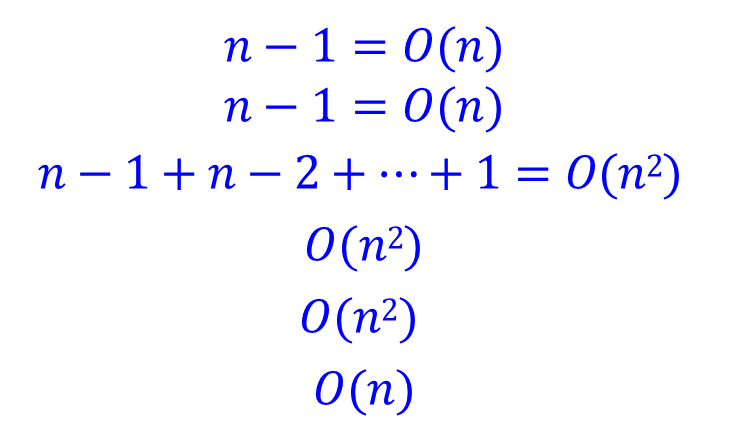 n − 1 = O(n)
n − 1 = O(n)
n − 1 + n − 2 + ⋯ + 1 = O(n²)
O(n²)
O(n²)
O(n)